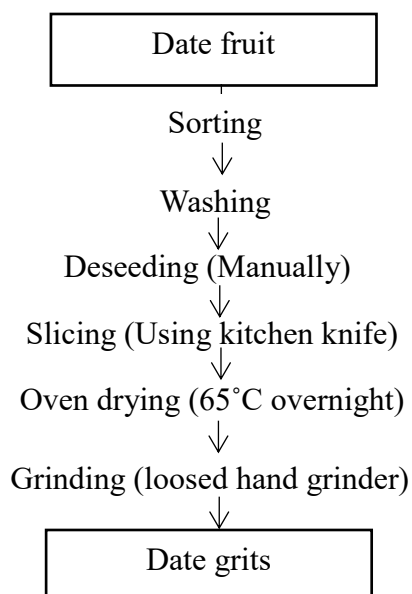 Date fruit
Sorting
Washing
Deseeding (Manually)
Slicing (Using kitchen knife)
Oven drying (65˚C overnight)
Grinding (loosed hand grinder)
Date grits